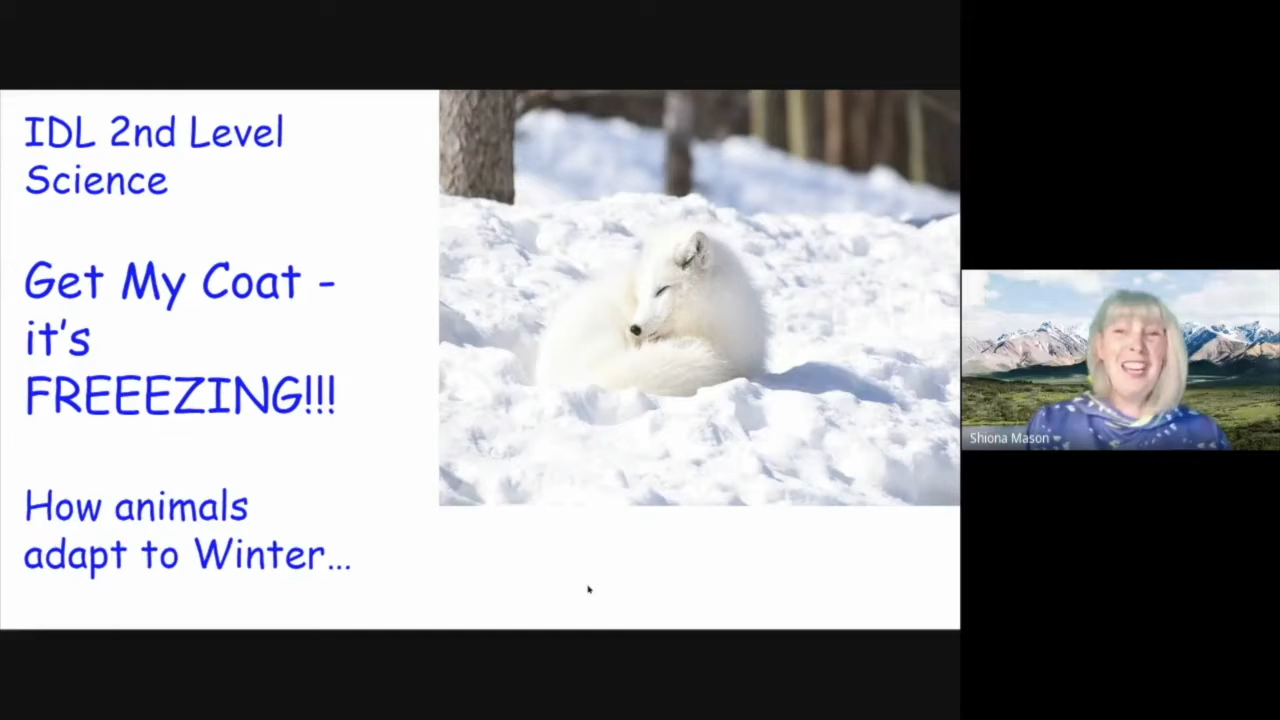 IDL 2nd Level
Science
Get My Coat -
it's
FREEEZING!!!
How animals
adapt to Winter...
Shiona Mason